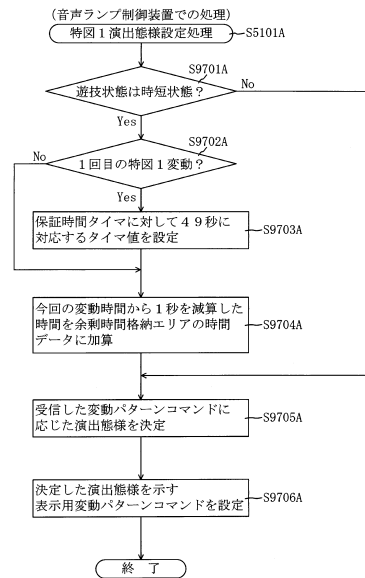 (音声ランプ制御装置での処理)
特図１演出態様設定処理
S5101A
S9701A
遊技状態は時短状態？
No
Yes
S9702A
No
１回目の特図１変動？
Yes
保証時間タイマに対して４９秒に
対応するタイマ値を設定
S9703A
今回の変動時間から１秒を減算した
時間を余剰時間格納エリアの時間
データに加算
S9704A
受信した変動パターンコマンドに
応じた演出態様を決定
S9705A
決定した演出態様を示す
表示用変動パターンコマンドを設定
S9706A
終 了